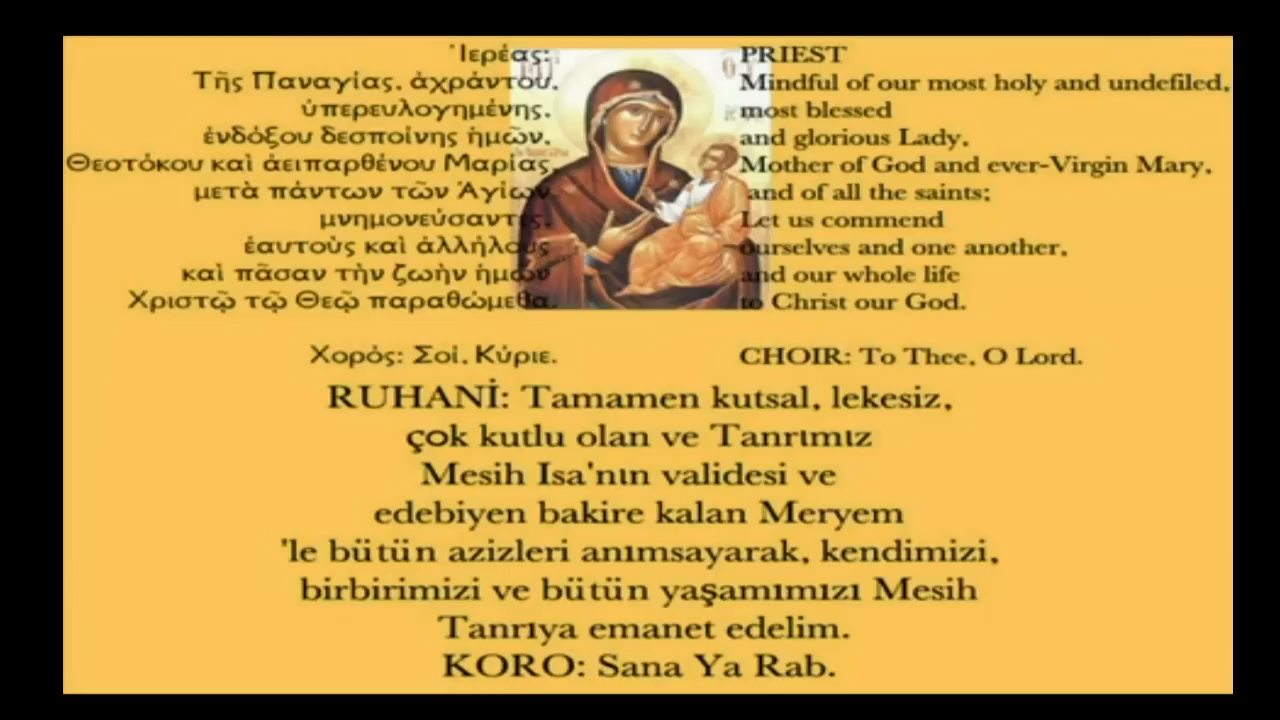 Ἱερέας:
Τῆς Παναγίας, ἀχράντου,
ὑπερευλογημένης,
ἐνδόξου δεσποίνης ἡμῶν,
Θεοτόκου καὶ ἀειπαρθένου Μαρίας,
μετὰ πάντων τῶν Ἁγίων
μνημονεύσαντες,
ἑαυτοὺς καὶ ἀλλήλους
καὶ πᾶσαν τὴν ζωὴν ἡμῶν
Χριστῷ τῷ Θεῷ παραθώμεθα.
Χορός: Σοί, Κύριε.
PRIEST
Mindful of our most holy and undefiled,
most blessed
and glorious Lady,
Mother of God and ever-Virgin Mary,
and of all the saints;
Let us commend
ourselves and one another,
and our whole life
to Christ our God.
CHOIR: To Thee, O Lord.
RUHANİ: Tamamen kutsal, lekesiz,
çok kutlu olan ve Tanrımız
Mesih Isa'nın validesi ve
edebiyen bakire kalan Meryem
'le bütün azizleri anımsayarak, kendimizi,
birbirimizi ve bütün yaşamımızı Mesih
Tanrıya emanet edelim.
KORO: Sana Ya Rab.